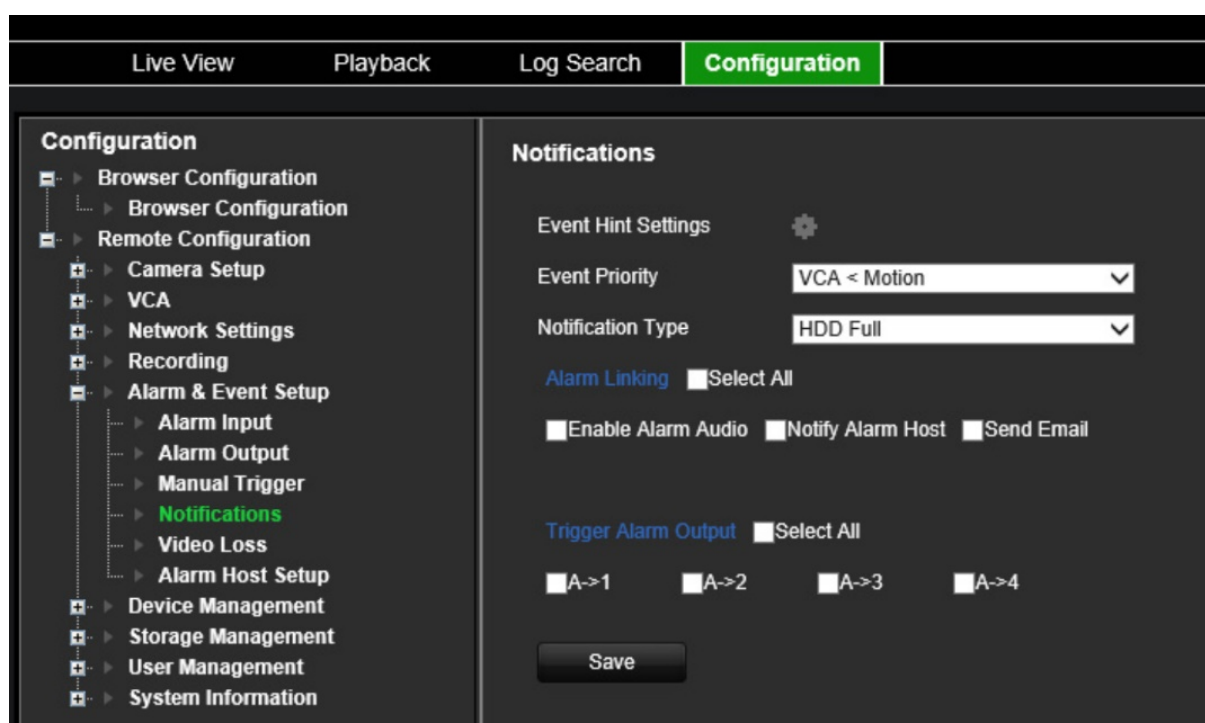 Live View Playback Log Search Configuration
Configuration
Browser Configuration
Browser Configuration
Remote Configuration
Camera Setup
VCA
Network Settings
Recording
Alarm & Event Setup
Alarm Input
Alarm Output
Manual Trigger
Notifications
Video Loss
Alarm Host Setup
Device Management
Storage Management
User Management
System Information
Notifications
Event Hint Settings
Event Priority VCA < Motion
Notification Type HDD Full
Alarm Linking Select All
Enable Alarm Audio Notify Alarm Host Send Email
Trigger Alarm Output Select All
A->1 A->2 A->3 A->4
Save